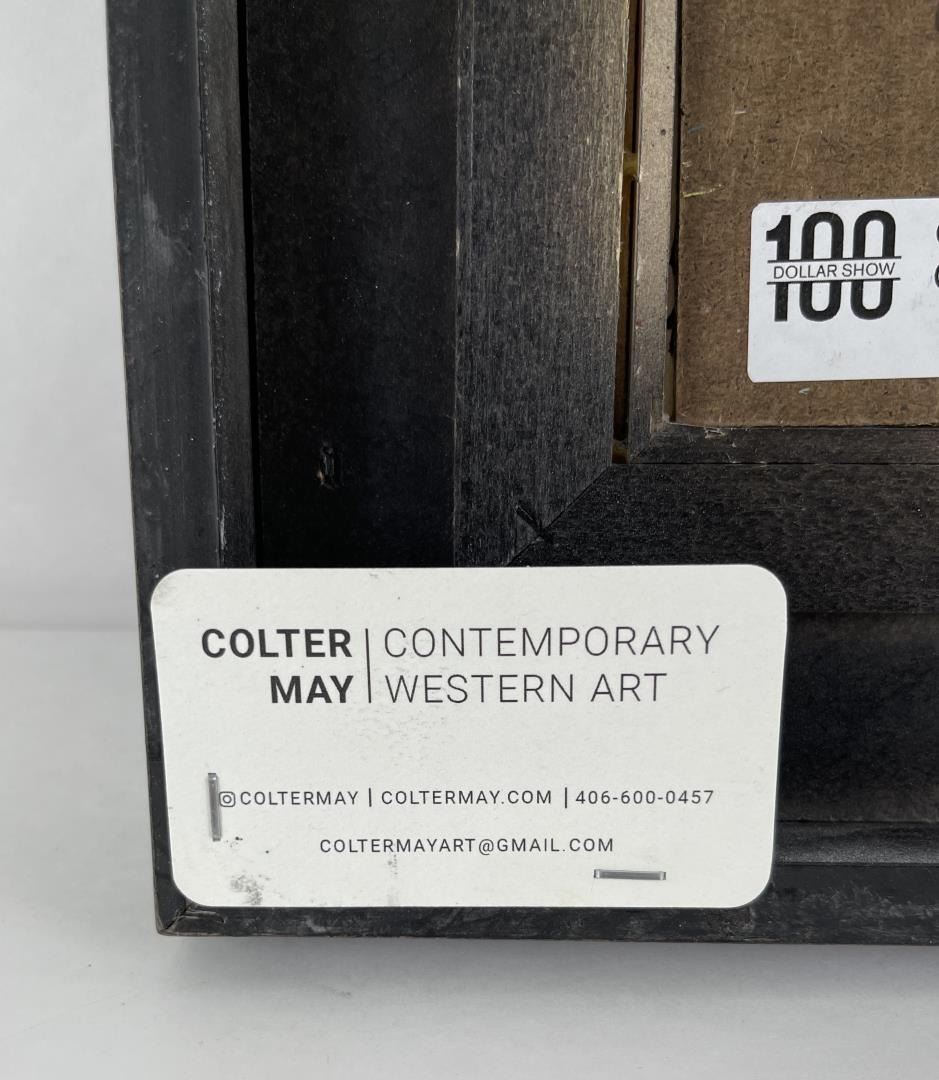 100
DOLLAR SHOW
100
COLTER | CONTEMPORARY
MAY | WESTERN ART
COLTERMAY | COLTERMAY.COM | 406-600-0457
COLTERMAYART@GMAIL.COM